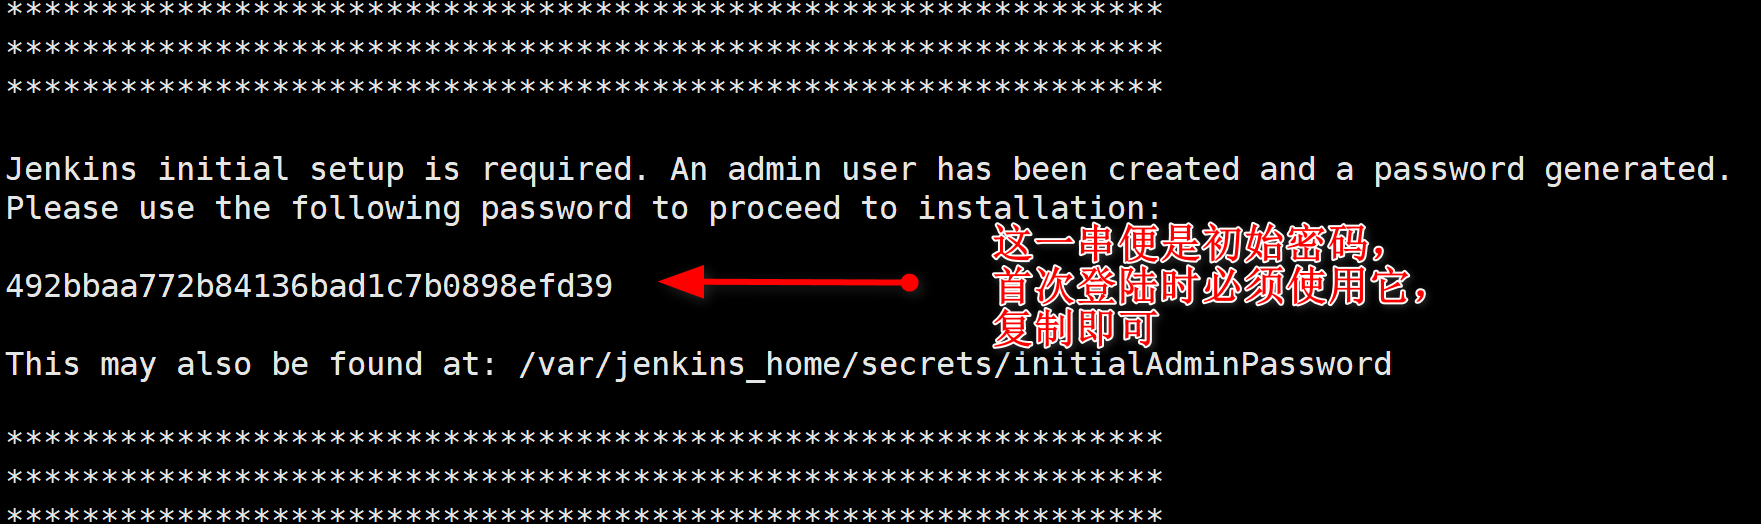 *************************************************************
*************************************************************
*************************************************************
Jenkins initial setup is required. An admin user has been created and a password generated.
Please use the following password to proceed to installation:
492bbaa772b84136bad1c7b0898efd39
这一串便是初始密码，
首次登陆时必须使用它，
复制即可
This may also be found at: /var/jenkins_home/secrets/initialAdminPassword
*************************************************************
*************************************************************
*************************************************************